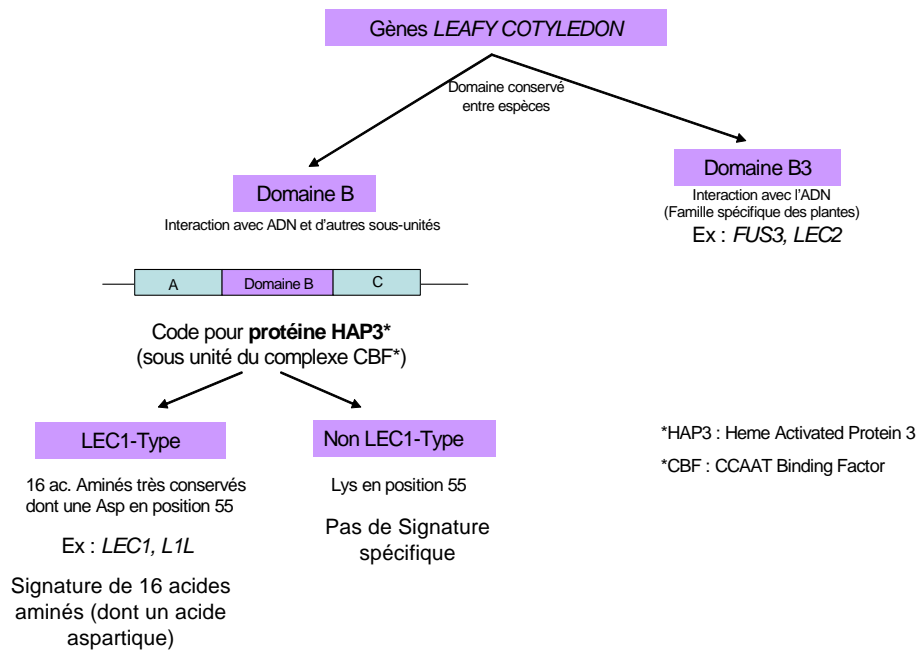 Gènes LEAFY COTYLEDON
Domaine conservé
entre espèces
Domaine B
Interaction avec ADN et d'autres sous-unités
Domaine B3
Interaction avec l'ADN
(Famille spécifique des plantes)
Ex : FUS3, LEC2
A
Domaine B
C
Code pour protéine HAP3*
(sous unité du complexe CBF*)
LEC1-Type
16 ac. Aminés très conservés
dont une Asp en position 55
Ex : LEC1, L1L
Signature de 16 acides
aminés (dont un acide
aspartique)
Non LEC1-Type
Lys en position 55
Pas de Signature
spécifique
*HAP3 : Heme Activated Protein 3
*CBF : CCAAT Binding Factor